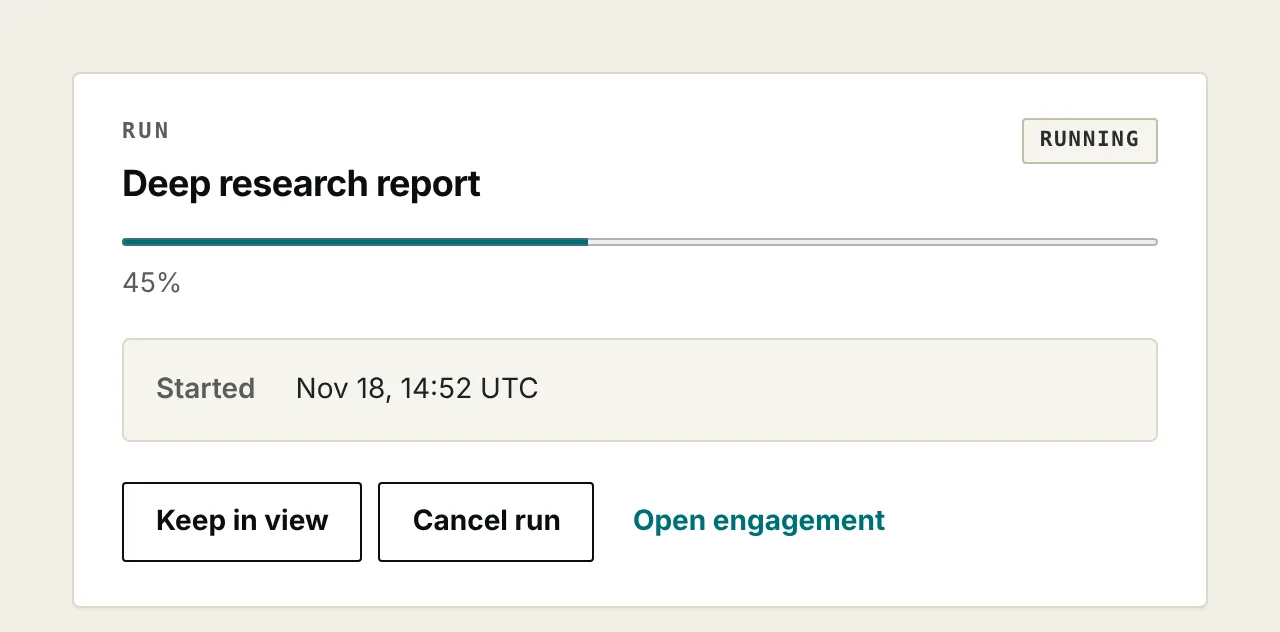 RUN
RUNNING
Deep research report
45%
Started Nov 18, 14:52 UTC
Keep in view Cancel run Open engagement